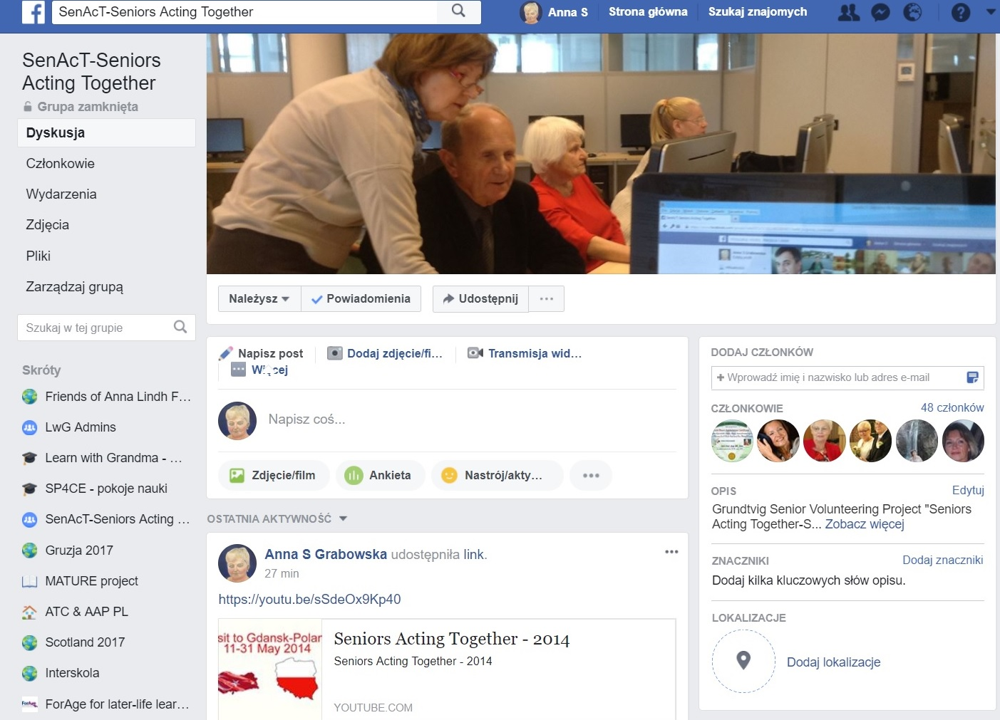 SenAcT-Seniors Acting Together
Anna S
Strona główna
Szukaj znajomych
SenAcT-Seniors
Acting Together
Grupa zamknięta
Dyskusja
Członkowie
Wydarzenia
Zdjęcia
Pliki
Zarządzaj grupą
Szukaj w tej grupie
Skróty
Friends of Anna Lindh F...
LwG Admins
Learn with Grandma - ...
SP4CE - pokoje nauki
SenAcT-Seniors Acting ...
Gruzja 2017
MATURE project
ATC & AAP PL
Scotland 2017
Interskola
ForAge for later-life lear...
Należysz
Powiadomienia
Udostępnij
Napisz post
Dodaj zdjęcie/fi...
Transmisja wid...
Więcej
Napisz coś...
Zdjęcie/film
Ankieta
Nastrój/akty...
OSTATNIA AKTYWNOŚĆ
Anna S Grabowska udostępniła link.
27 min
https://youtu.be/sSdeOx9Kp40
sit to Gdansk-Polan
11-31 May 2014
Seniors Acting Together - 2014
Seniors Acting Together - 2014
YOUTUBE.COM
DODAJ CZŁONKÓW
+ Wprowadź imię i nazwisko lub adres e-mail
CZŁONKOWIE
48 członków
OPIS
Edytuj
Grundtvig Senior Volunteering Project "Seniors
Acting Together-S... Zobacz więcej
ZNACZNIKI
Dodaj znaczniki
Dodaj kilka kluczowych słów opisu.
LOKALIZACJE
Dodaj lokalizacje